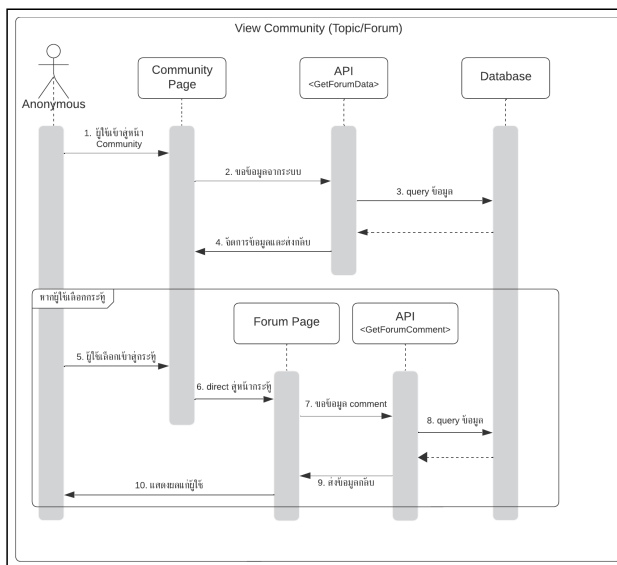 View Community (Topic/Forum)
Anonymous
Community
Page
API
<GetForumData>
Database
1. ผู้ใช้เข้าสู่หน้า
Community
2. ขอข้อมูลจากระบบ
3. query ข้อมูล
4. จัดการข้อมูลและส่งกลับ
หากผู้ใช้เลือกกระทู้
Forum Page
API
<GetForumComment>
5. ผู้ใช้เลือกเข้าสู่กระทู้
6. direct สู่หน้ากระทู้
7. ขอข้อมูล comment
8. query ข้อมูล
9. ส่งข้อมูลกลับ
10. แสดงผลแก่ผู้ใช้